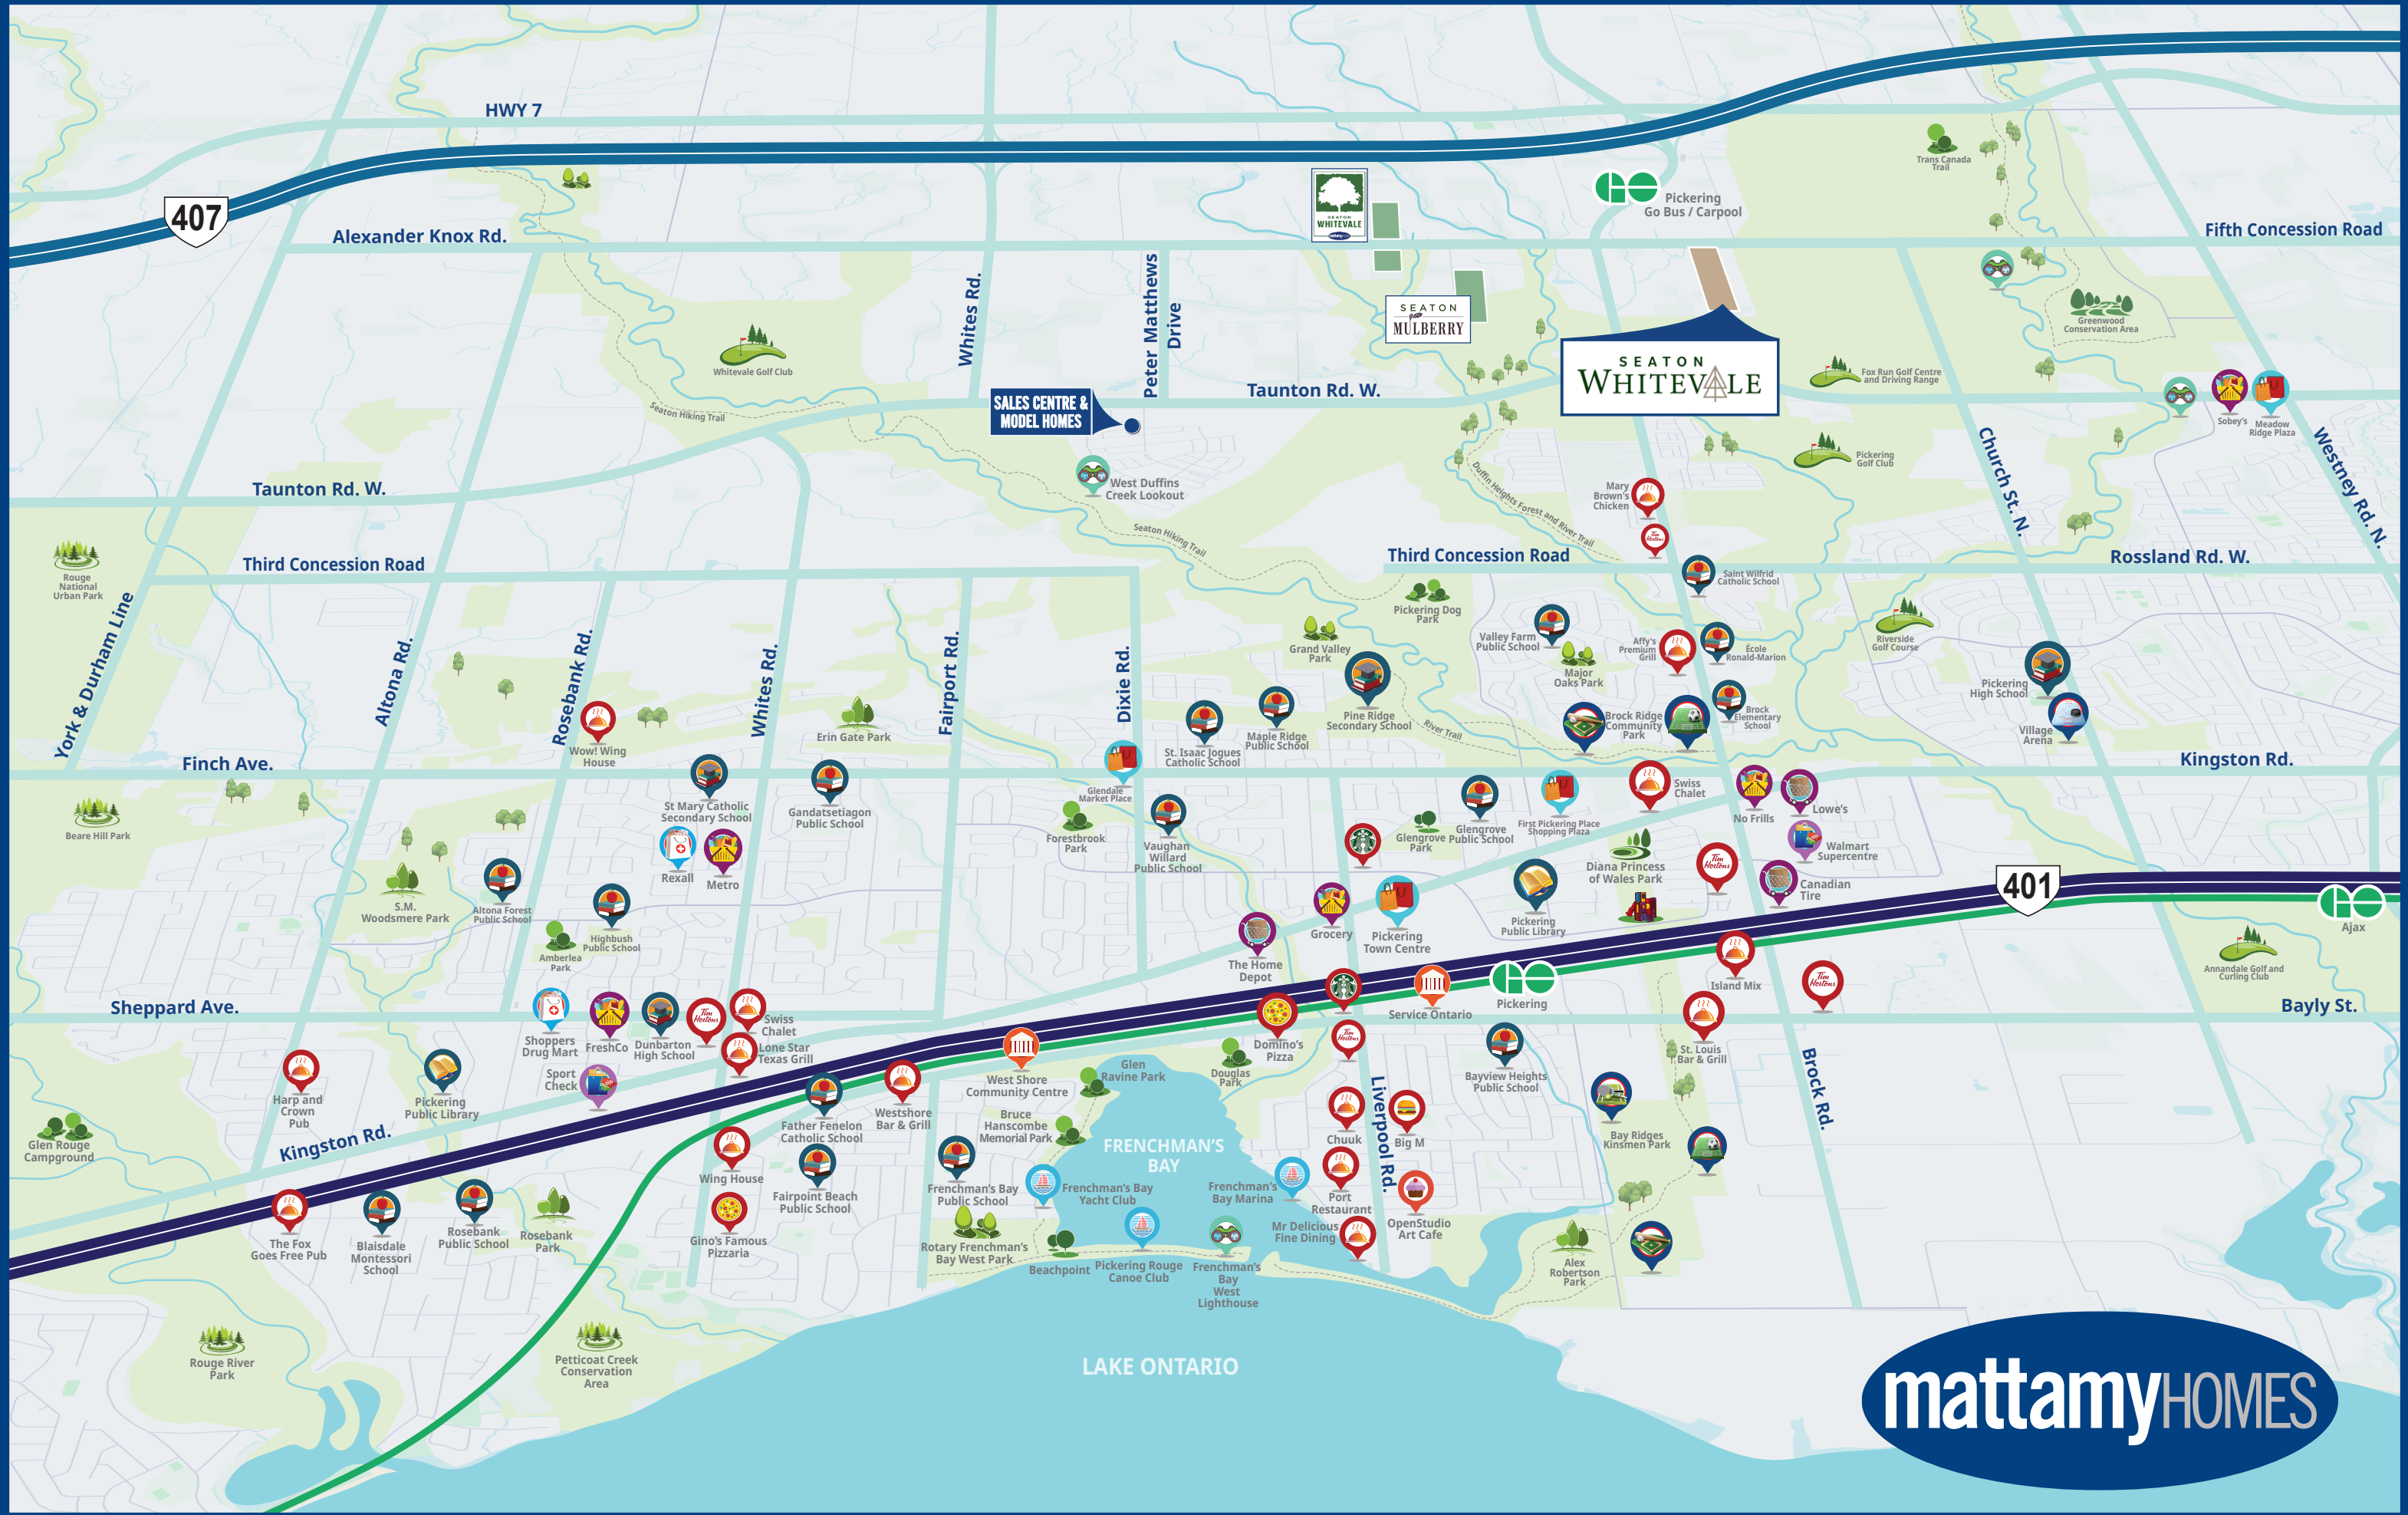 HWY 7
407
Alexander Knox Rd.
SEATON
WHITEVALE
Pickering
Go Bus / Carpool
Trans Canada
Trail
Fifth Concession Road
Whites Rd.
Peter Matthews
Drive
SEATON
MULBERRY
SEATON
WHITEVALE
Greenwood
Conservation Area
Whitevale Golf Club
Seaton Hiking Trail
SALES CENTRE &
MODEL HOMES
Taunton Rd. W.
Fox Run Golf Centre
and Driving Range
Sobey's
Meadow
Ridge Plaza
Church St. N.
Westney Rd. N.
Taunton Rd. W.
West Duffins
Creek Lookout
Seaton Hiking Trail
Duffin Heights Forest and River Trail
Mary
Brown's
Chicken
Tim
Hortons
Pickering
Golf Club
Rouge
National
Urban Park
Third Concession Road
Third Concession Road
Saint Wilfrid
Catholic School
Rossland Rd. W.
York & Durham Line
Altona Rd.
Rosebank Rd.
Whites Rd.
Fairport Rd.
Dixie Rd.
Pickering Dog
Park
Grand Valley
Park
Valley Farm
Public School
Major
Oaks Park
Affy's
Premium
Grill
École
Ronald-Marion
Riverside
Golf Course
Pickering
High School
Village
Arena
Wow! Wing
House
Erin Gate Park
St. Isaac Jogues
Catholic School
Maple Ridge
Public School
Pine Ridge
Secondary School
River Trail
Brock Ridge
Community
Park
Brock
Elementary
School
Finch Ave.
Kingston Rd.
Beare Hill Park
St Mary Catholic
Secondary School
Gandatsetiagon
Public School
Glendale
Market Place
Forestbrook
Park
Vaughan
Willard
Public School
Glengrove
Park
Glengrove
Public School
First Pickering Place
Shopping Plaza
Swiss
Chalet
No Frills
Lowe's
Walmart
Supercentre
Rexall
Metro
S.M.
Woodsmere Park
Altona Forest
Public School
Highbush
Public School
Amberlea
Park
Diana Princess
of Wales Park
Tim
Hortons
Canadian
Tire
401
Ajax
Grocery
Pickering
Town Centre
Pickering
Public Library
The Home
Depot
Annandale Golf and
Curling Club
Sheppard Ave.
Shoppers
Drug Mart
FreshCo
Dunbarton
High School
Tim
Hortons
Swiss
Chalet
Lone Star
Texas Grill
Sport
Check
Service Ontario
Pickering
Island Mix
Tim
Hortons
Bayly St.
Harp and
Crown
Pub
Pickering
Public Library
Kingston Rd.
West Shore
Community Centre
Domino's
Pizza
Tim
Hortons
Bayview Heights
Public School
St. Louis
Bar & Grill
Brock Rd.
Glen Rouge
Campground
Father Fenelon
Catholic School
Westshore
Bar & Grill
Glen
Ravine Park
Bruce
Hanscombe
Memorial Park
Douglas
Park
Liverpool Rd.
Chuuk
Big M
Bay Ridges
Kinsmen Park
FRENCHMAN'S
BAY
Wing House
Fairpoint Beach
Public School
Frenchman's Bay
Public School
Frenchman's Bay
Yacht Club
Frenchman's
Bay Marina
Port
Restaurant
OpenStudio
Art Cafe
The Fox
Goes Free Pub
Blaisdale
Montessori
School
Rosebank
Public School
Rosebank
Park
Gino's Famous
Pizzaria
Rotary Frenchman's
Bay West Park
Beachpoint
Pickering Rouge
Canoe Club
Frenchman's
Bay
West
Lighthouse
Mr Delicious
Fine Dining
Alex
Robertson
Park
Rouge River
Park
Petticoat Creek
Conservation
Area
LAKE ONTARIO
mattamyHOMES